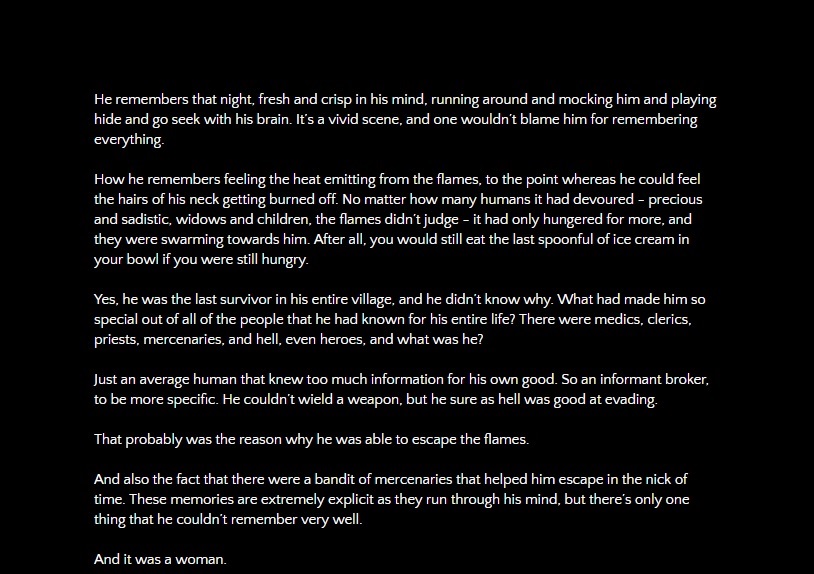 He remembers that night, fresh and crisp in his mind, running around and mocking him and playing
hide and go seek with his brain. It's a vivid scene, and one wouldn't blame him for remembering
everything.
How he remembers feeling the heat emitting from the flames, to the point whereas he could feel
the hairs of his neck getting burned off. No matter how many humans it had devoured – precious
and sadistic, widows and children, the flames didn't judge – it had only hungered for more, and
they were swarming towards him. After all, you would still eat the last spoonful of ice cream in
your bowl if you were still hungry.
Yes, he was the last survivor in his entire village, and he didn't know why. What had made him so
special out of all of the people that he had known for his entire life? There were medics, clerics,
priests, mercenaries, and hell, even heroes, and what was he?
Just an average human that knew too much information for his own good. So an informant broker,
to be more specific. He couldn't wield a weapon, but he sure as hell was good at evading.
That probably was the reason why he was able to escape the flames.
And also the fact that there were a bandit of mercenaries that helped him escape in the nick of
time. These memories are extremely explicit as they run through his mind, but there's only one
thing that he couldn't remember very well.
And it was a woman.